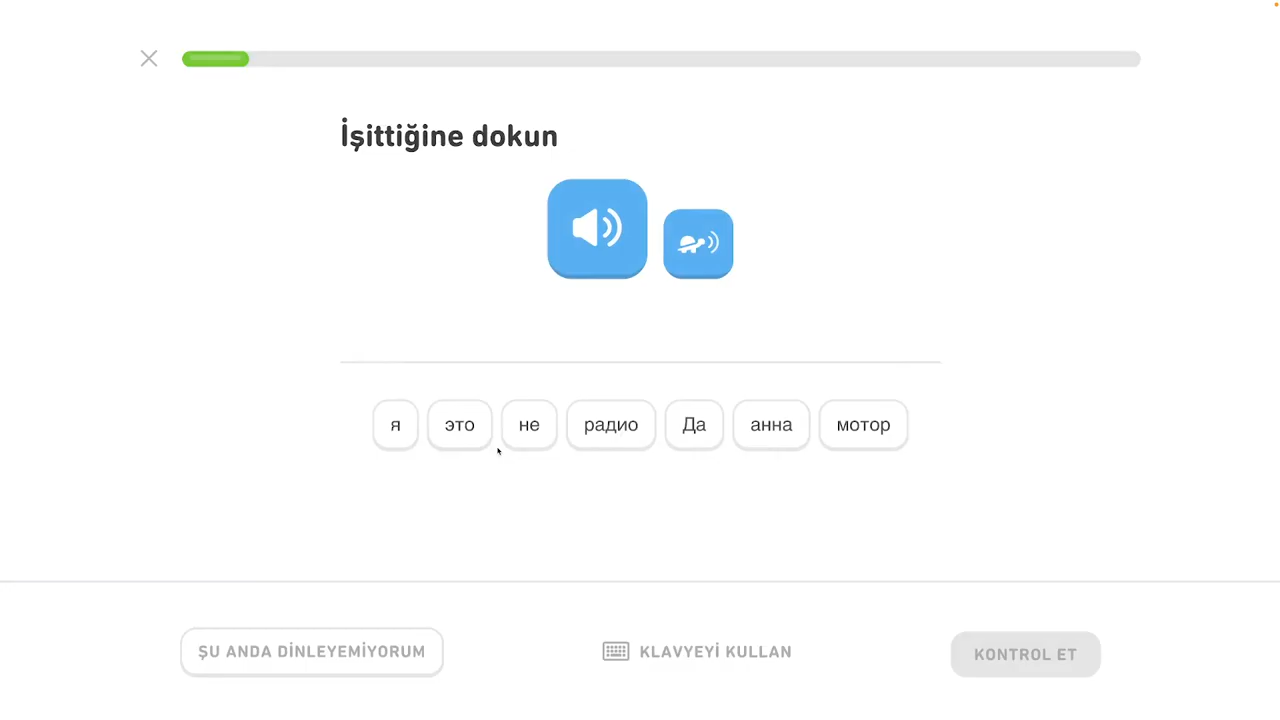 İşittiğine dokun
я это не радио Да анна мотор
ŞU ANDA DİNLEYEMİYORUM KLAVYEYİ KULLAN KONTROL ET